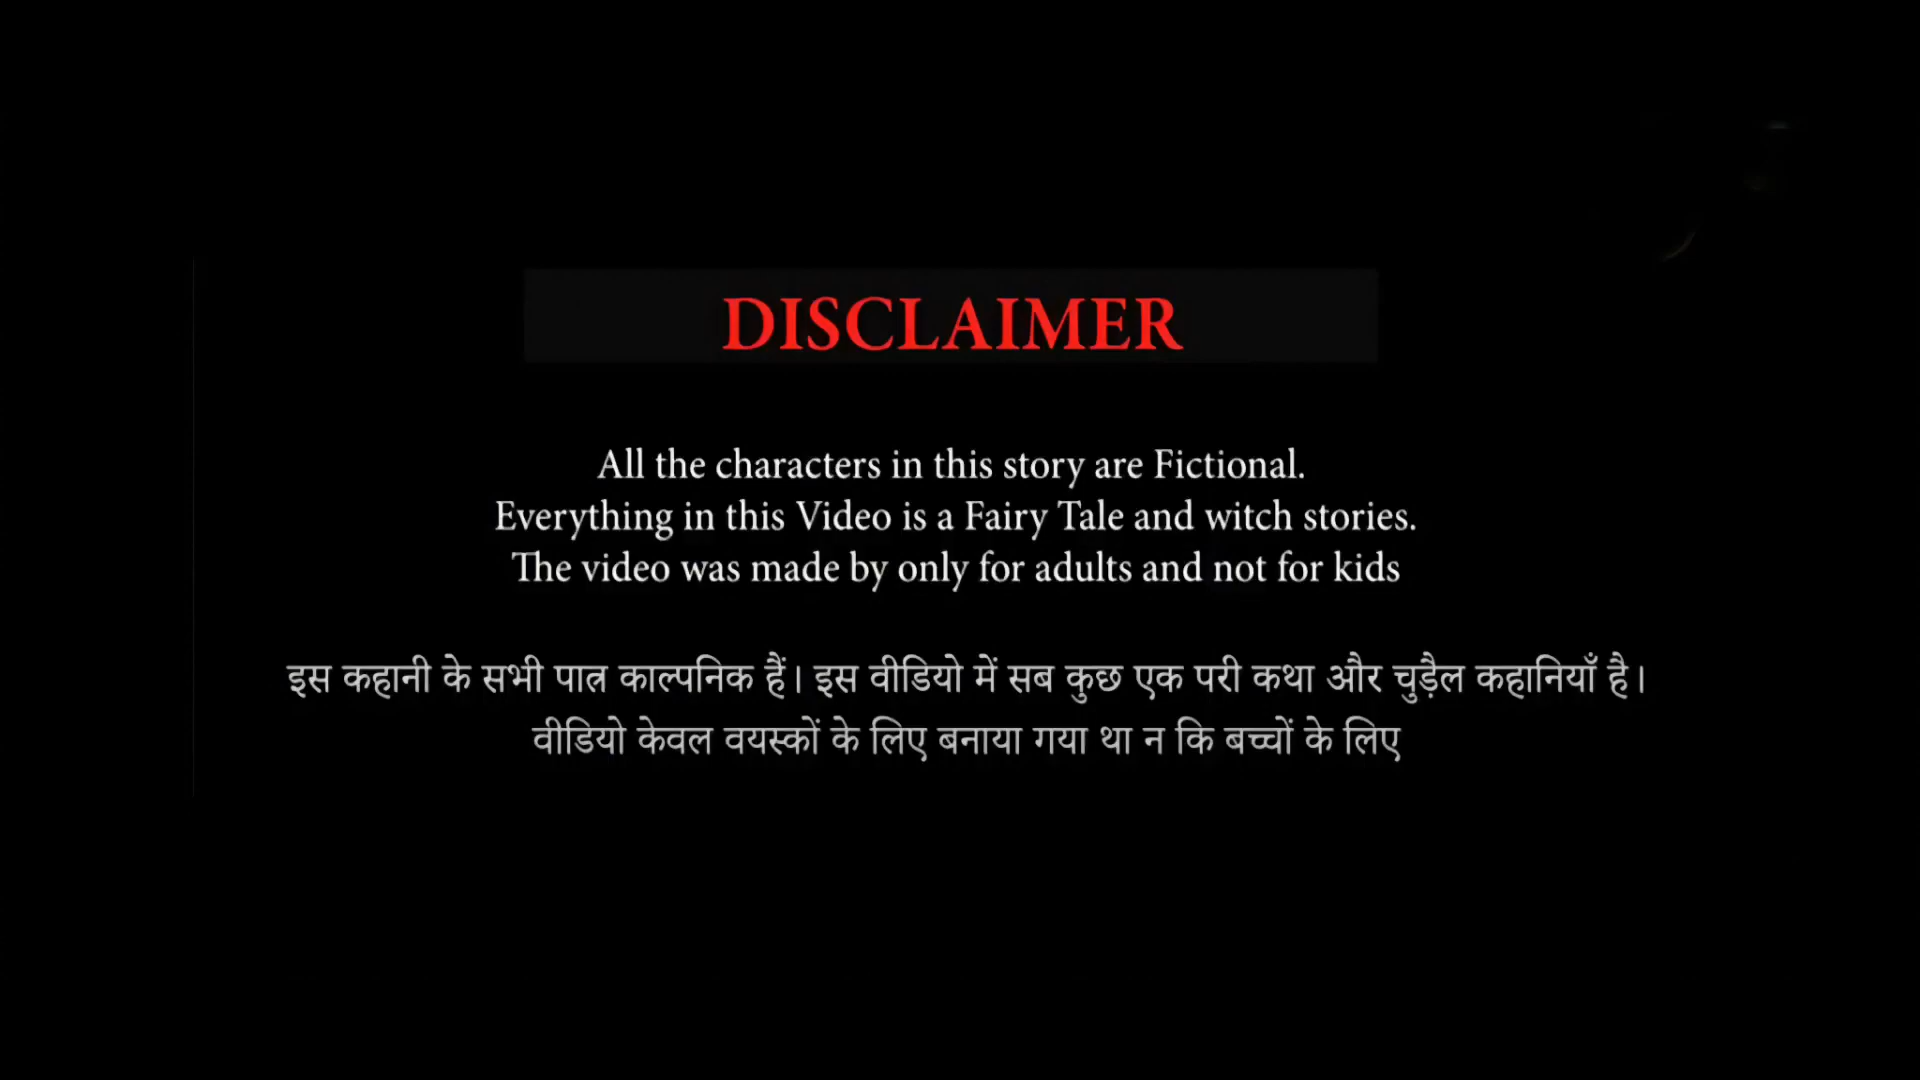 DISCLAIMER
All the characters in this story are Fictional.
Everything in this Video is a Fairy Tale and witch stories.
The video was made by only for adults and not for kids
इस कहानी के सभी पात्र काल्पनिक हैं। इस वीडियो में सब कुछ एक परी कथा और चुड़ैल कहानियाँ है।
वीडियो केवल वयस्कों के लिए बनाया गया था न कि बच्चों के लिए